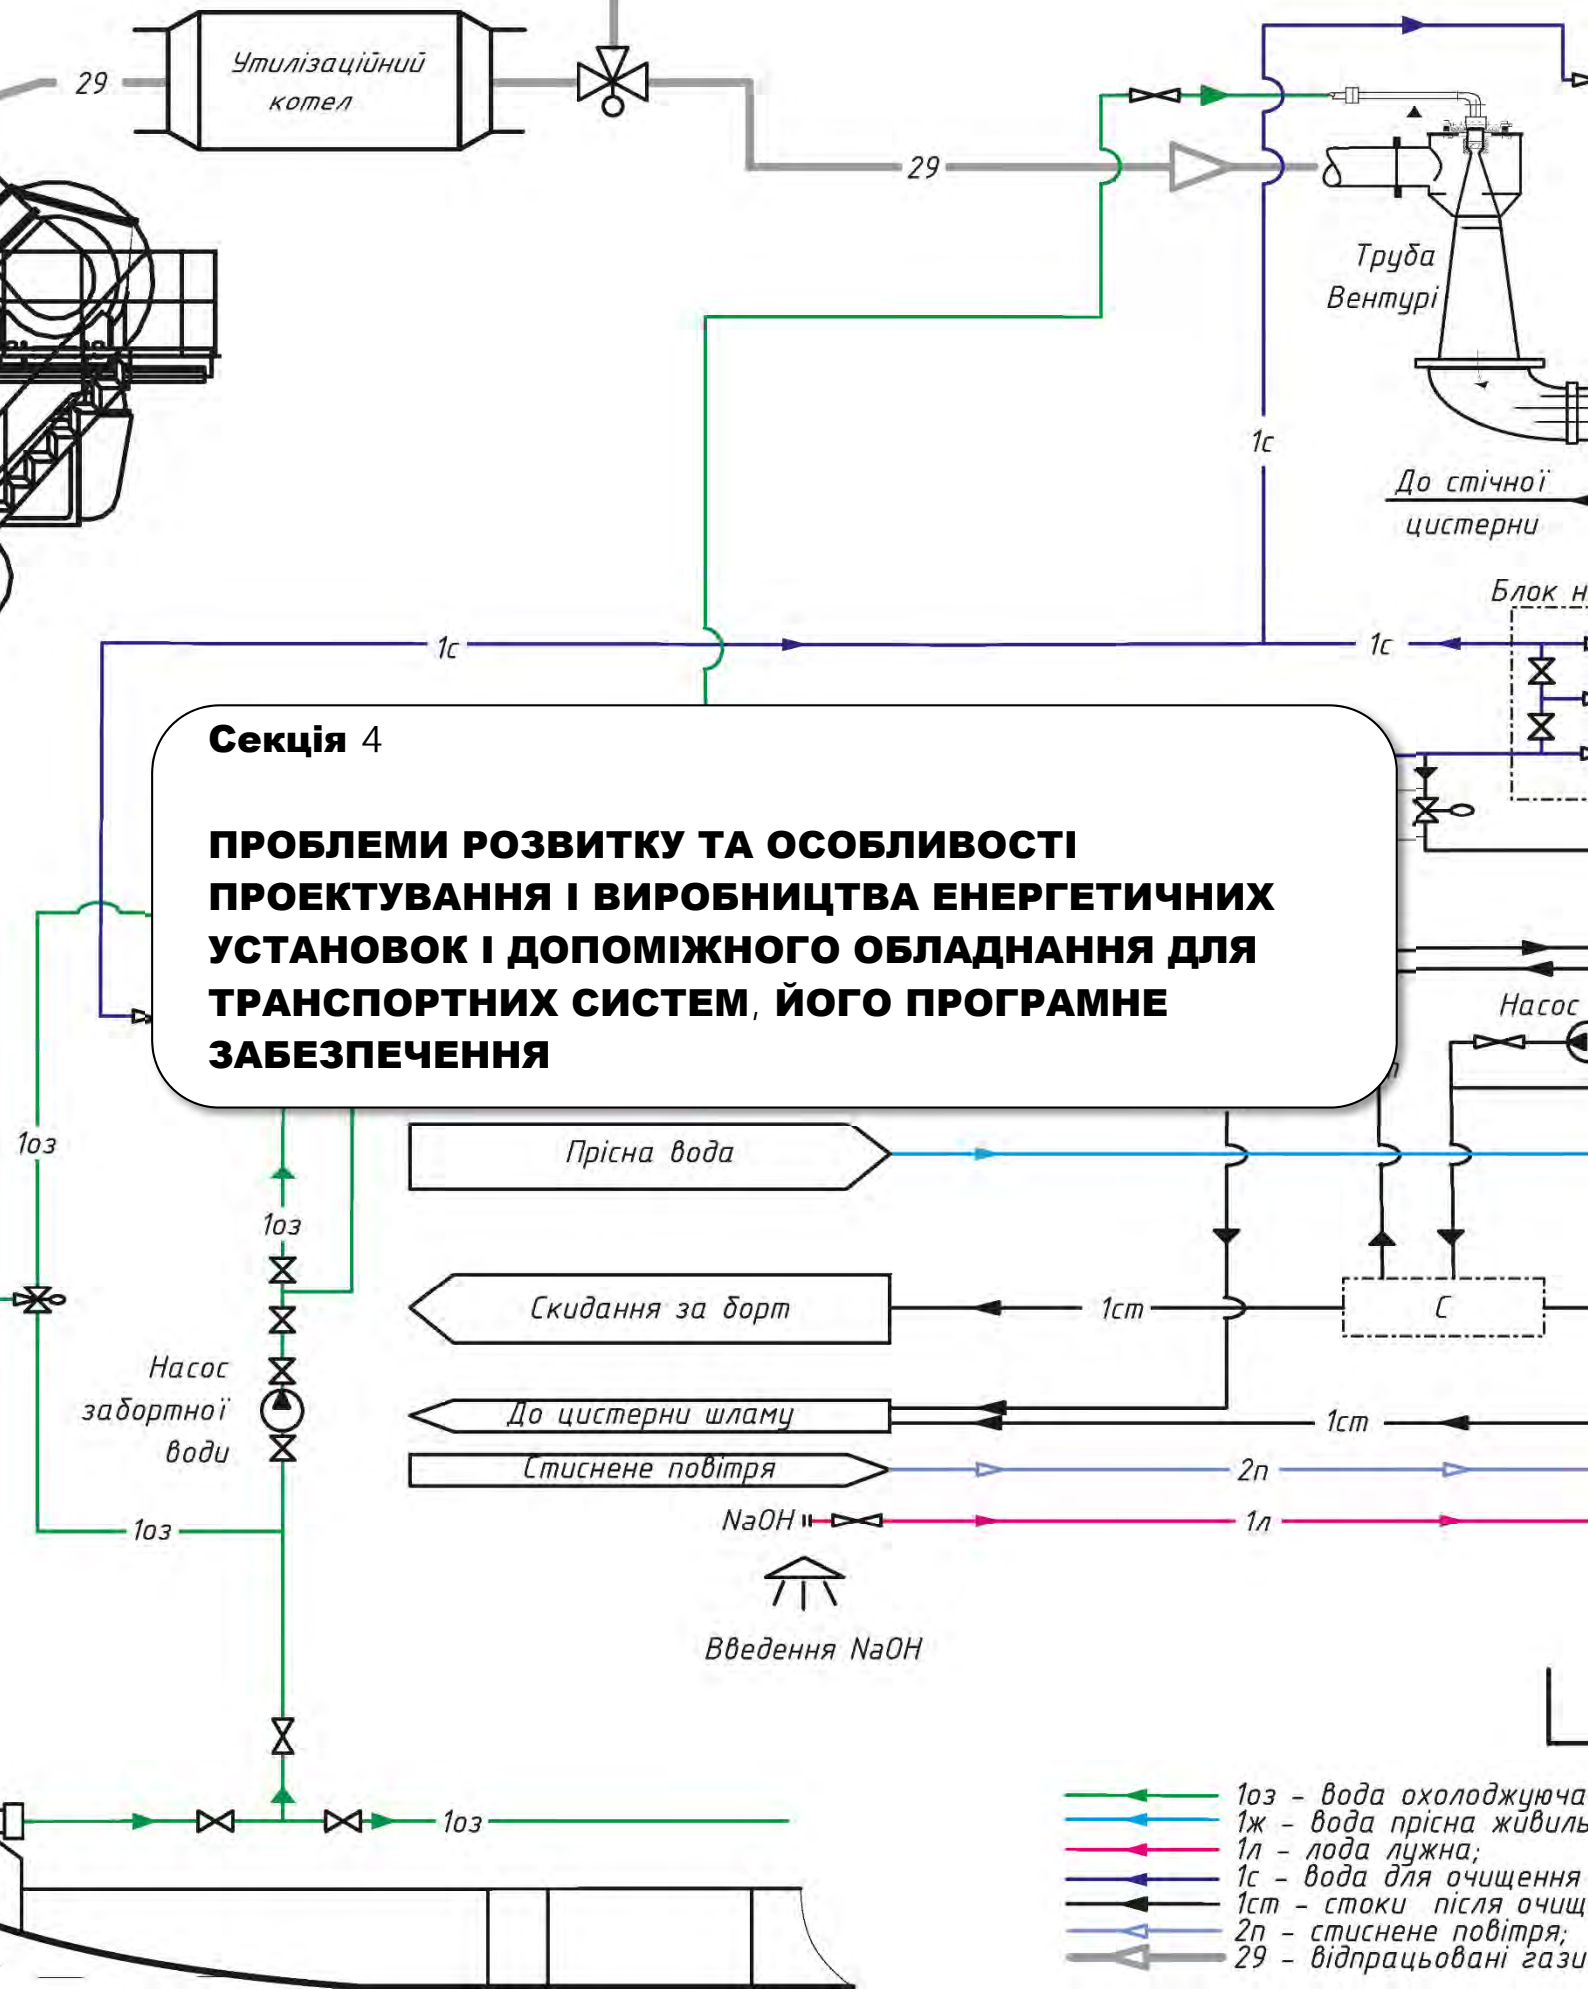 Утилізаційний
котел
29
29
Труба
Вентурі
1с
До стічної
цистерни
Блок
1с
1с
Секція 4
ПРОБЛЕМИ РОЗВИТКУ ТА ОСОБЛИВОСТІ
ПРОЕКТУВАННЯ І ВИРОБНИЦТВА ЕНЕРГЕТИЧНИХ
УСТАНОВОК І ДОПОМІЖНОГО ОБЛАДНАННЯ ДЛЯ
ТРАНСПОРТНИХ СИСТЕМ, ЙОГО ПРОГРАМНЕ
ЗАБЕЗПЕЧЕННЯ
Насос
1оз
Прісна вода
1оз
Скидання за борт
1ст
С
Насос
забортної
води
До цистерни шламу
1ст
Стиснене повітря
2п
NaOH
1л
1оз
Введення NaOH
1оз
1оз – вода охолоджуюча
1ж – вода прісна живиль
1л – лода лужна;
1с – вода для очищення
1ст – стоки після очищ
2п – стиснене повітря;
29 – відпрацьовані гази